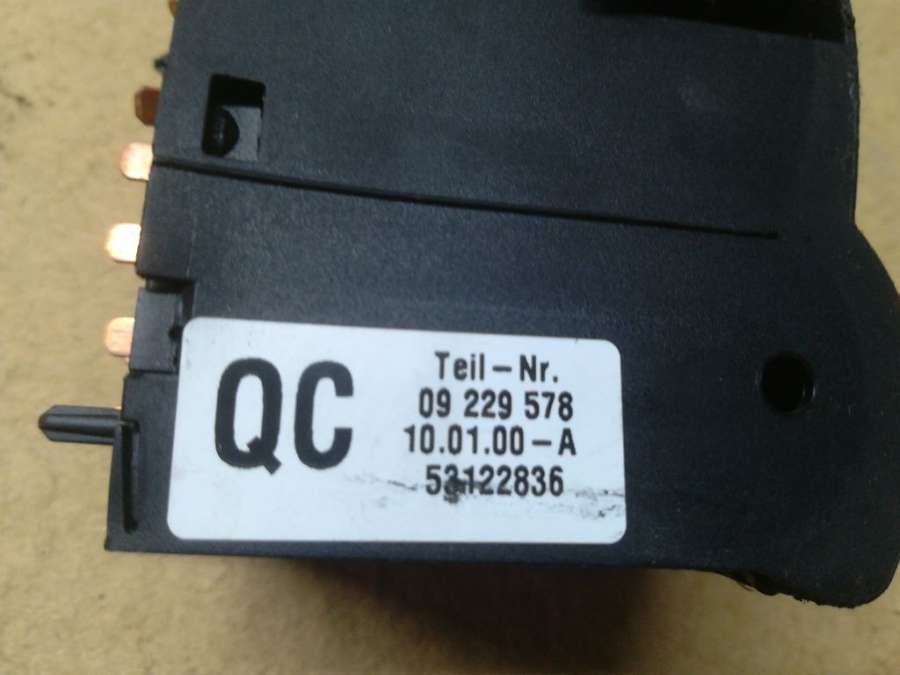 QC
Teil-Nr.
09 229 578
10.01.00-A
53122836